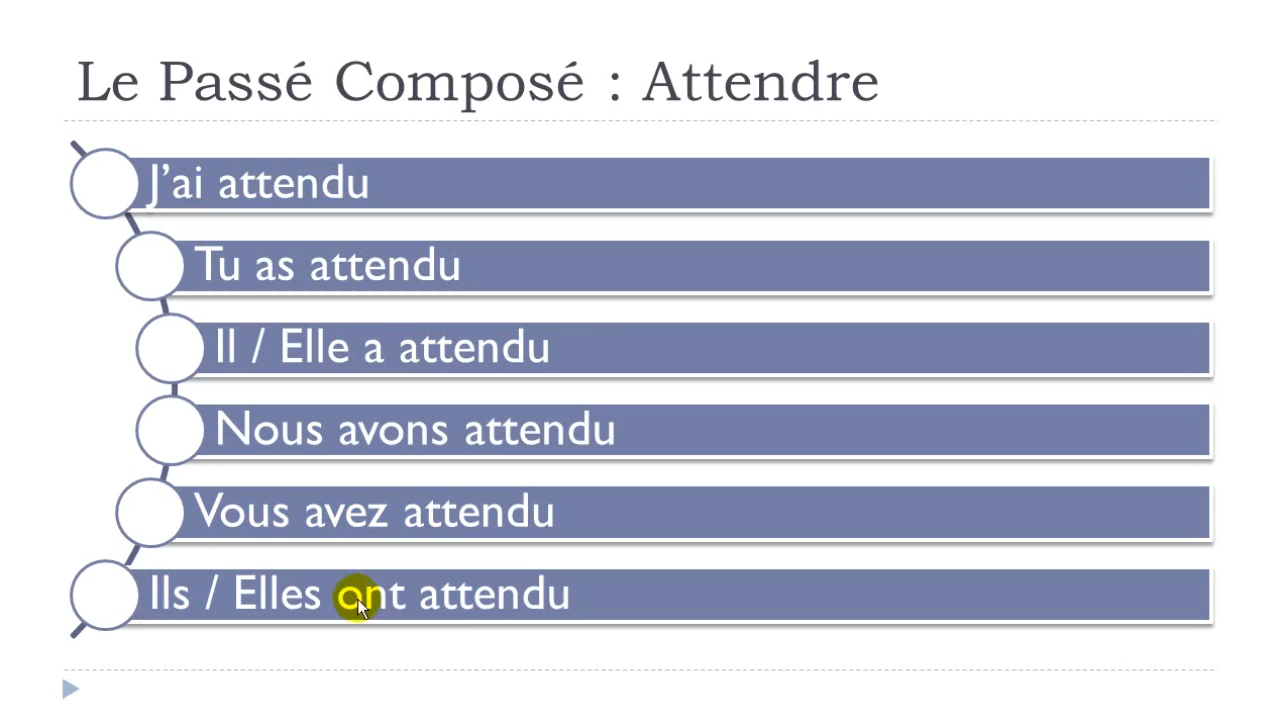 Le Passé Composé : Attendre
J’ai attendu
Tu as attendu
Il / Elle a attendu
Nous avons attendu
Vous avez attendu
Ils / Elles ont attendu